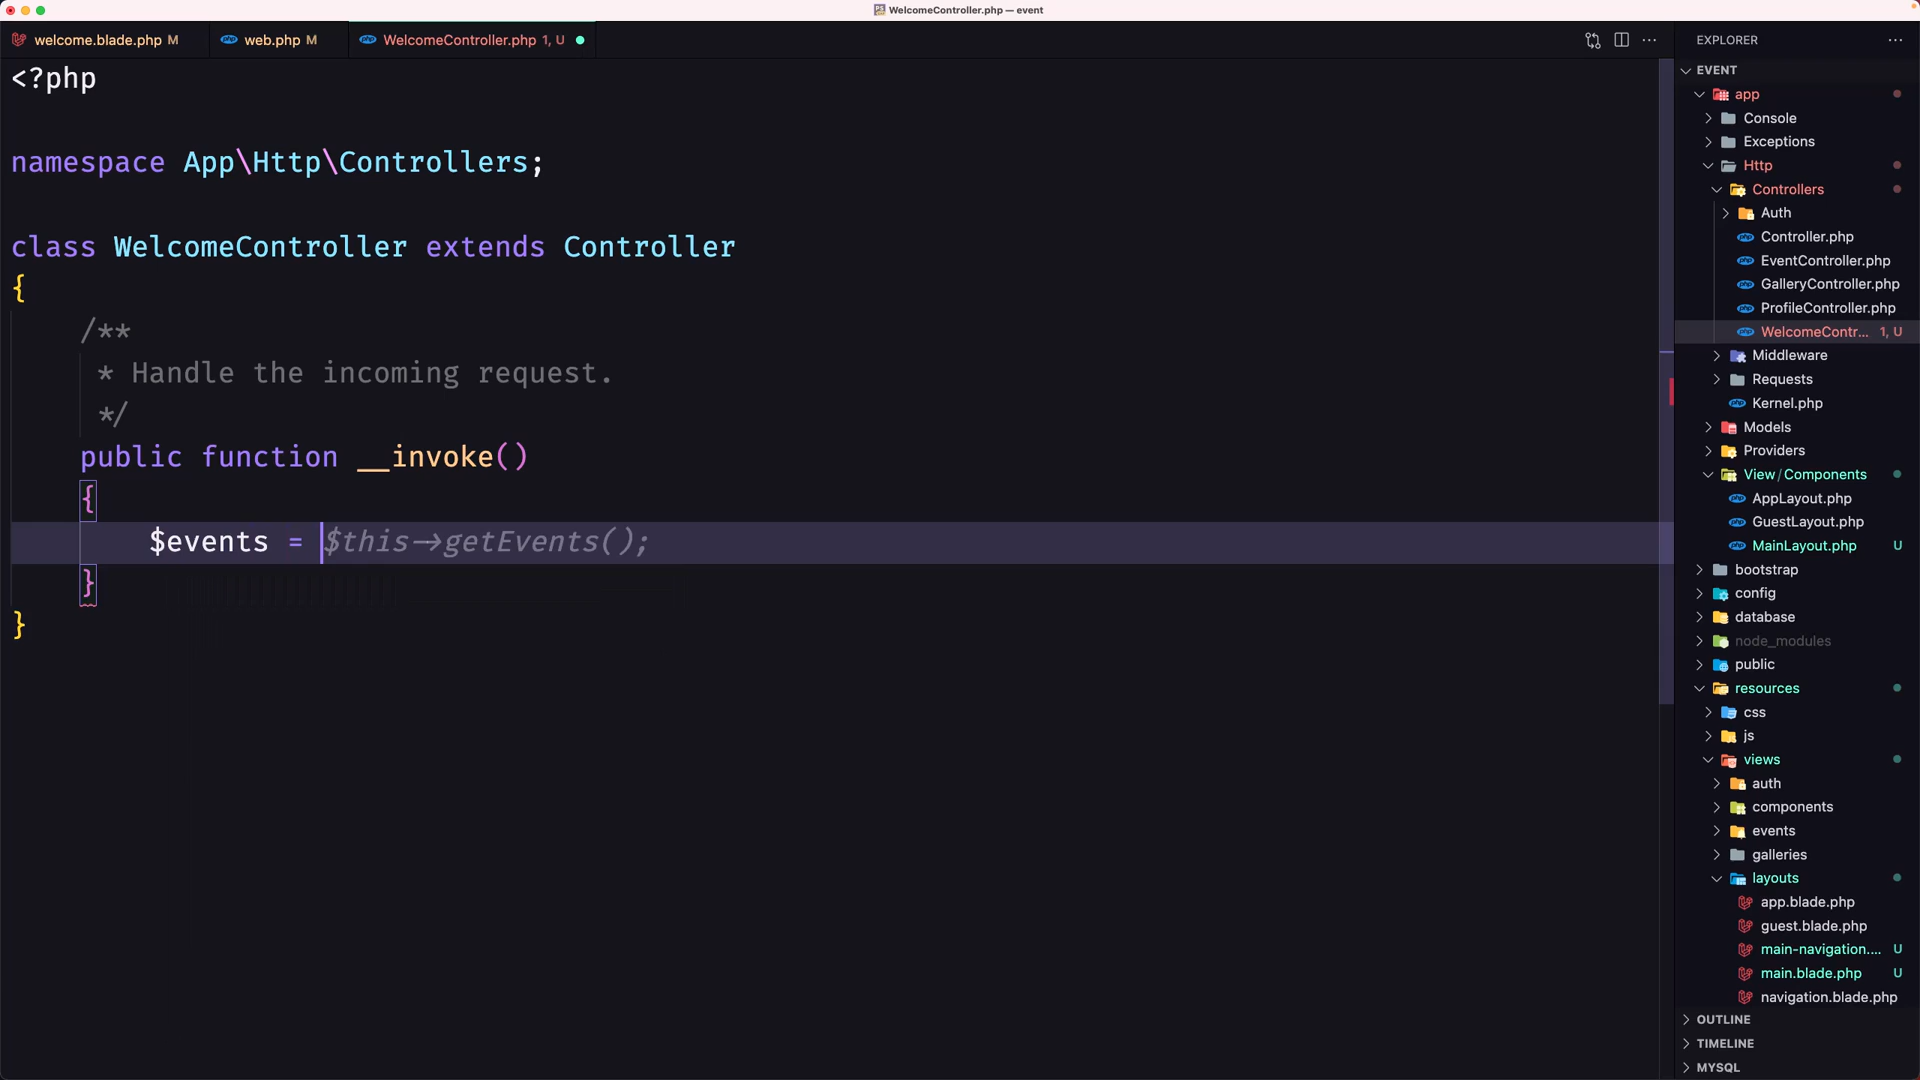 WelcomeController.php — event
welcome.blade.php M
web.php M
WelcomeController.php 1, U
<?php
namespace App\Http\Controllers;
class WelcomeController extends Controller
{
/**
* Handle the incoming request.
*/
public function __invoke()
{
$events = $this->getEvents();
}
}
EXPLORER
EVENT
app
Console
Exceptions
Http
Controllers
Auth
Controller.php
EventController.php
GalleryController.php
ProfileController.php
WelcomeContr... 1, U
Middleware
Requests
Kernel.php
Models
Providers
View/Components
AppLayout.php
GuestLayout.php
MainLayout.php U
bootstrap
config
database
node_modules
public
resources
css
js
views
auth
components
events
galleries
layouts
app.blade.php
guest.blade.php
main-navigation.... U
main.blade.php U
navigation.blade.php
OUTLINE
TIMELINE
MYSQL